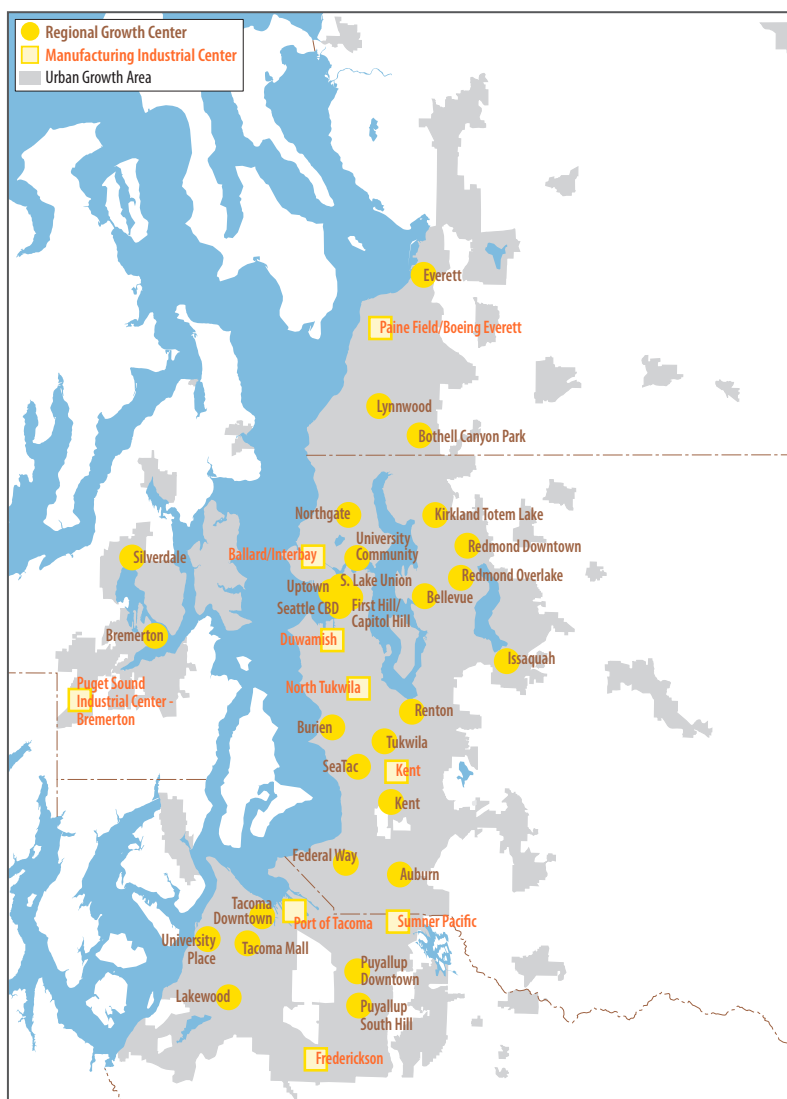 Regional Growth Center
Manufacturing Industrial Center
Urban Growth Area
Everett
Paine Field/Boeing Everett
Lynnwood
Bothell Canyon Park
Northgate
Kirkland Totem Lake
University
Community
Redmond Downtown
Ballard/Interbay
Silverdale
Redmond Overlake
S. Lake Union
Uptown
Bellevue
Seattle CBD
First Hill/
Capitol Hill
Bremerton
Duwamish
Issaquah
Puget Sound
Industrial Center -
Bremerton
North Tukwila
Renton
Burien
Tukwila
SeaTac
Kent
Kent
Federal Way
Auburn
Tacoma
Downtown
Port of Tacoma
Sumner Pacific
University
Place
Tacoma Mall
Puyallup
Downtown
Lakewood
Puyallup
South Hill
Frederickson